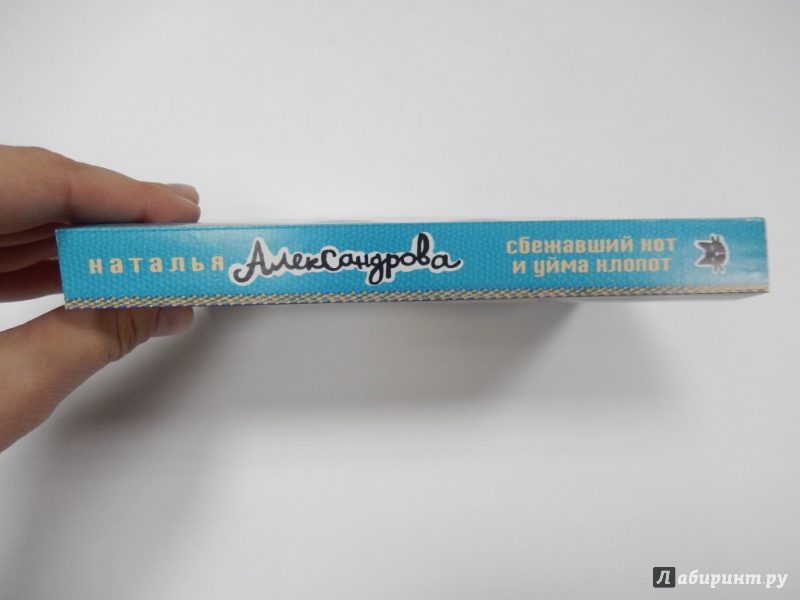 наталья Александрова
сбежавший кот
и уйма хлопот
Лабиринт.ру